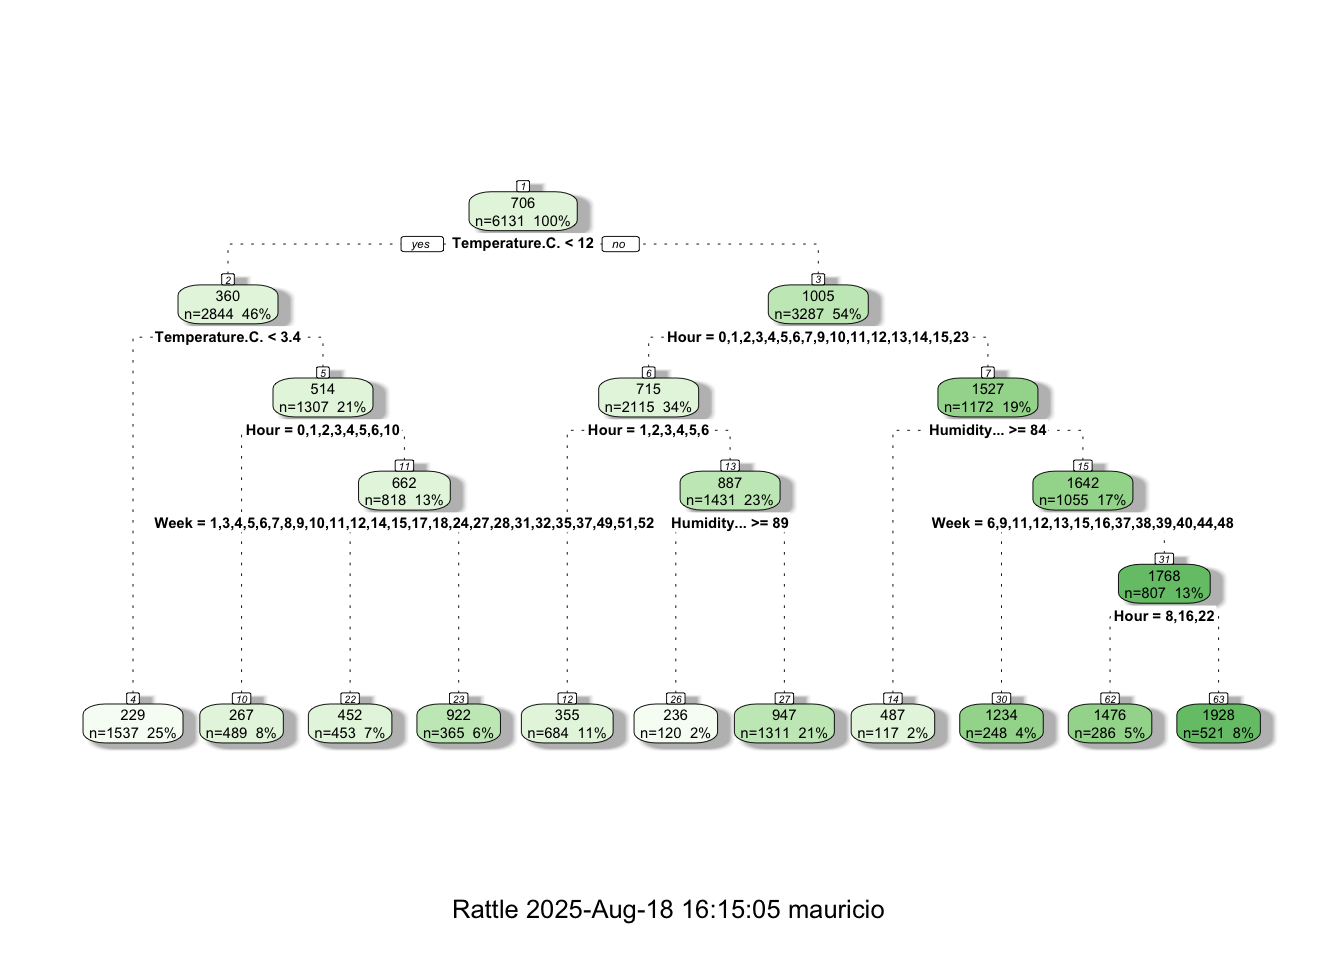 1
706
n=6131 100%
yes Temperature.C. < 12 no
2
360
n=2844 46%
3
1005
n=3287 54%
Temperature.C. < 3.4
Hour = 0,1,2,3,4,5,6,7,9,10,11,12,13,14,15,23
5
514
n=1307 21%
6
715
n=2115 34%
7
1527
n=1172 19%
Hour = 0,1,2,3,4,5,6,10
Hour = 1,2,3,4,5,6
Humidity... >= 84
11
662
n=818 13%
13
887
n=1431 23%
15
1642
n=1055 17%
Week = 1,3,4,5,6,7,8,9,10,11,12,14,15,17,18,24,27,28,31,32,35,37,49,51,52
Humidity... >= 89
Week = 6,9,11,12,13,15,16,37,38,39,40,44,48
31
1768
n=807 13%
Hour = 8,16,22
4
229
n=1537 25%
10
267
n=489 8%
22
452
n=453 7%
23
922
n=365 6%
12
355
n=684 11%
26
236
n=120 2%
27
947
n=1311 21%
14
487
n=117 2%
30
1234
n=248 4%
62
1476
n=286 5%
63
1928
n=521 8%
Rattle 2025-Aug-18 16:15:05 mauricio